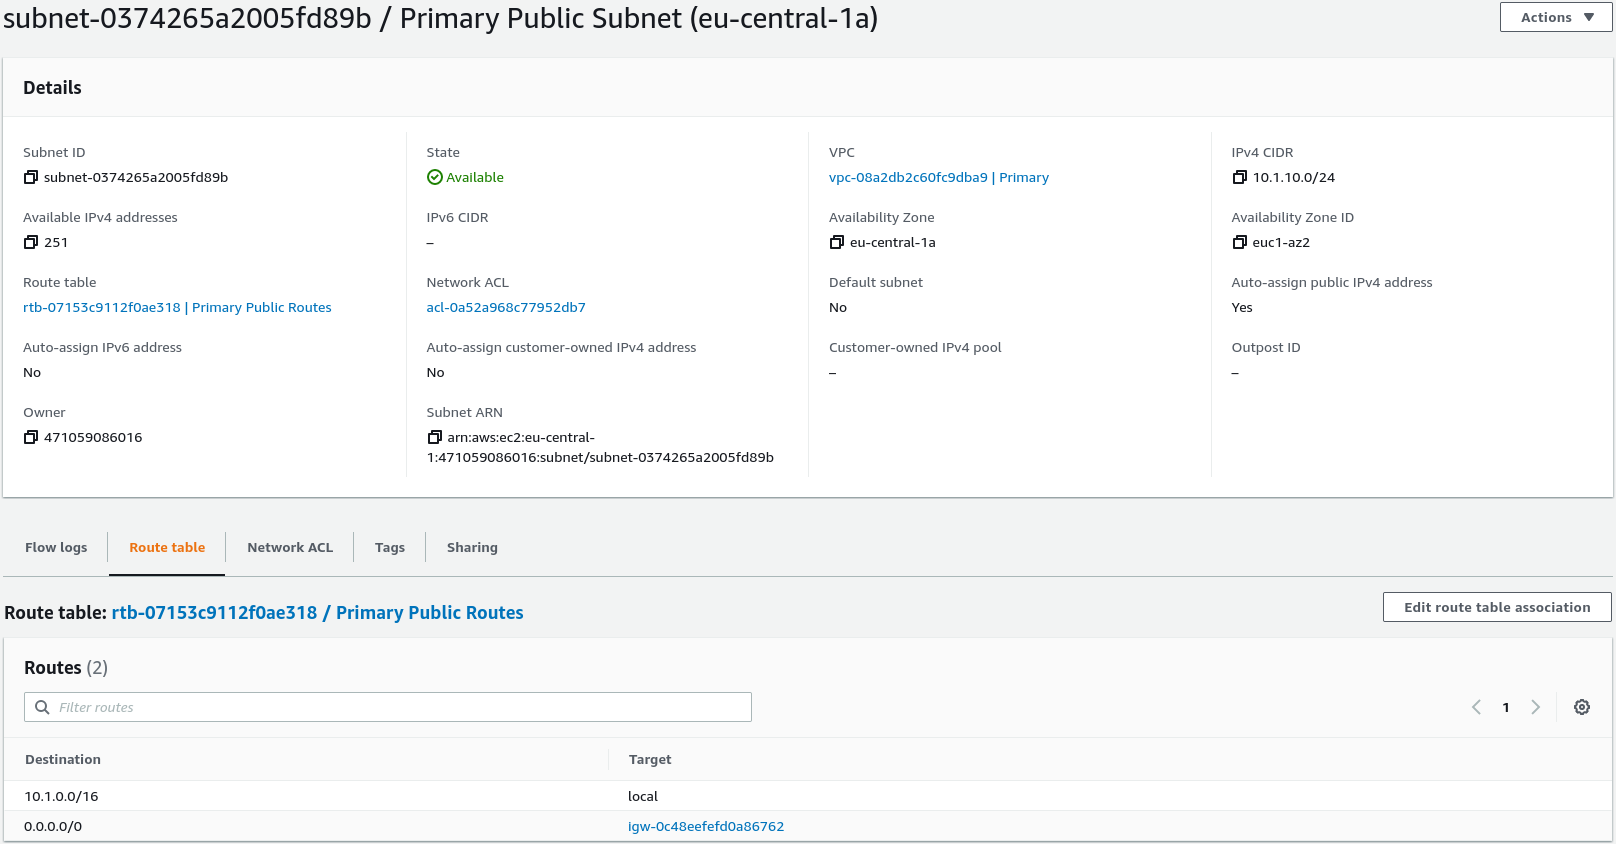 subnet-0374265a2005fd89b / Primary Public Subnet (eu-central-1a)
Actions
Details
Subnet ID
subnet-0374265a2005fd89b
State
Available
VPC
vpc-08a2db2c60fc9dba9 | Primary
IPv4 CIDR
10.1.10.0/24
Available IPv4 addresses
251
IPv6 CIDR
–
Availability Zone
eu-central-1a
Availability Zone ID
euc1-az2
Route table
rtb-07153c9112f0ae318 | Primary Public Routes
Network ACL
acl-0a52a968c77952db7
Default subnet
No
Auto-assign public IPv4 address
Yes
Auto-assign IPv6 address
No
Auto-assign customer-owned IPv4 address
No
Customer-owned IPv4 pool
–
Outpost ID
–
Owner
471059086016
Subnet ARN
arn:aws:ec2:eu-central-
1:471059086016:subnet/subnet-0374265a2005fd89b
Flow logs
Route table
Network ACL
Tags
Sharing
Route table: rtb-07153c9112f0ae318 / Primary Public Routes
Edit route table association
Routes (2)
Filter routes
1
Destination
Target
10.1.0.0/16
local
0.0.0.0/0
igw-0c48eefefd0a86762